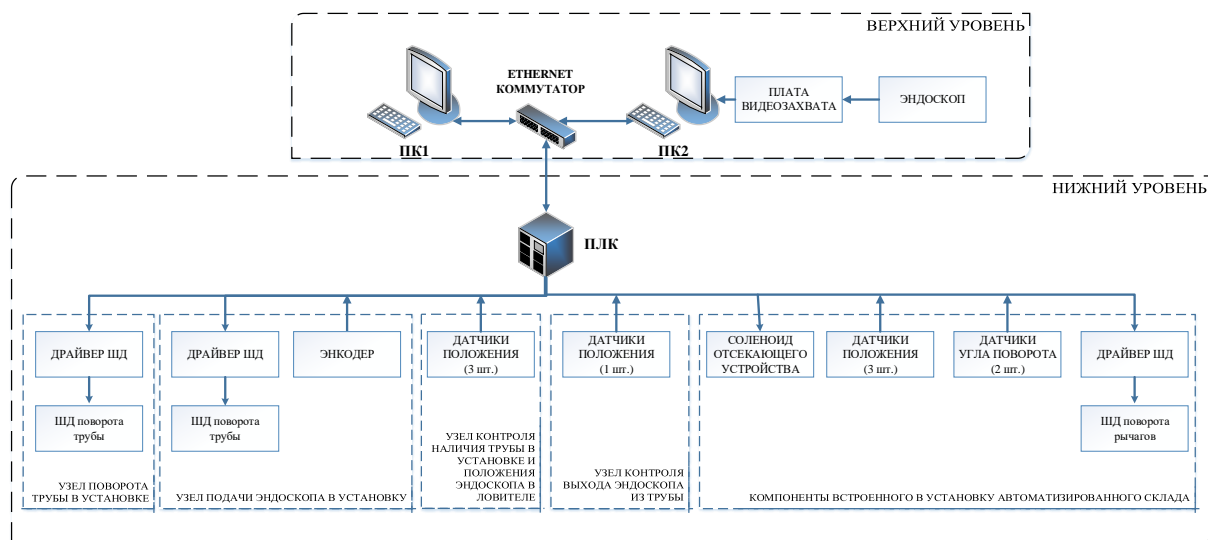 ВЕРХНИЙ УРОВЕНЬ
ETHERNET
КОММУТАТОР
ПЛАТА
ВИДЕОЗАХВАТА
ЭНДОСКОП
ПК1
ПК2
НИЖНИЙ УРОВЕНЬ
ПЛК
ДРАЙВЕР ШД
ШД поворота
трубы
УЗЕЛ ПОВОРОТА
ТРУБЫ В УСТАНОВКЕ
ДРАЙВЕР ШД
ЭНКОДЕР
ШД поворота
трубы
УЗЕЛ ПОДАЧИ ЭНДОСКОПА В УСТАНОВКУ
ДАТЧИКИ
ПОЛОЖЕНИЯ
(3 шт.)
УЗЕЛ КОНТРОЛЯ
НАЛИЧИЯ ТРУБЫ В
УСТАНОВКЕ И
ПОЛОЖЕНИЯ
ЭНДОСКОПА В
ЛОВИТЕЛЕ
ДАТЧИКИ
ПОЛОЖЕНИЯ
(1 шт.)
УЗЕЛ КОНТРОЛЯ
ВЫХОДА ЭНДОСКОПА
ИЗ ТРУБЫ
СОЛЕНОИД
ОТСЕКАЮЩЕГО
УСТРОЙСТВА
ДАТЧИКИ
ПОЛОЖЕНИЯ
(3 шт.)
ДАТЧИКИ
УГЛА ПОВОРОТА
(2 шт.)
ДРАЙВЕР ШД
ШД поворота
рычагов
КОМПОНЕНТЫ ВСТРОЕННОГО В УСТАНОВКУ АВТОМАТИЗИРОВАННОГО СКЛАДА